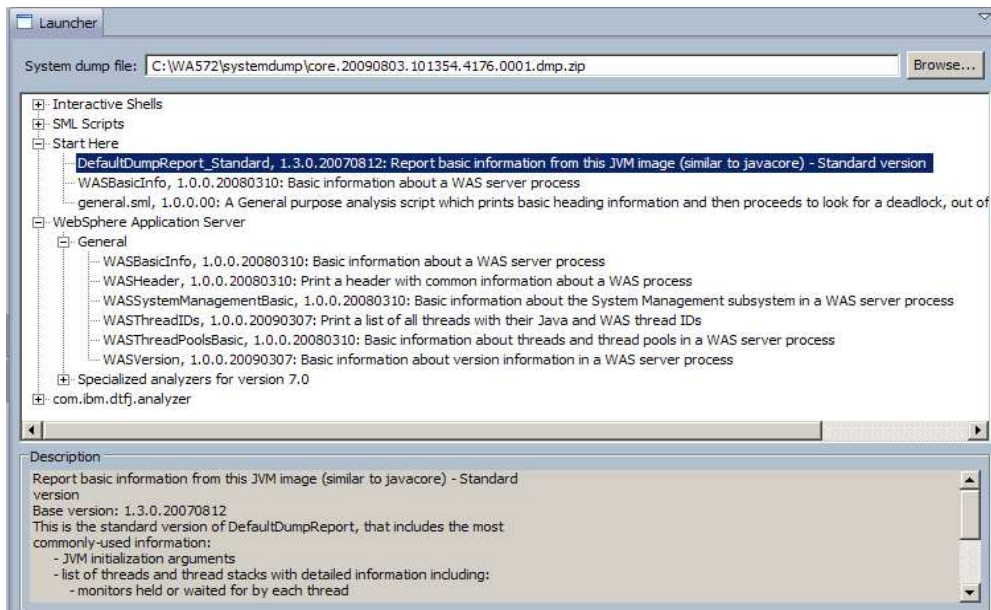 Launcher
System dump file: C:\WA572\systemdump\core.20090803.101354.4176.0001.dmp.zip Browse...
Interactive Shells
SML Scripts
Start Here
DefaultDumpReport_Standard, 1.3.0.20070812: Report basic information from this JVM image (similar to javacore) - Standard version
WASBasicInfo, 1.0.0.20080310: Basic information about a WAS server process
general.sml, 1.0.0.00: A General purpose analysis script which prints basic heading information and then proceeds to look for a deadlock, out of
WebSphere Application Server
General
WASBasicInfo, 1.0.0.20080310: Basic information about a WAS server process
WASHeader, 1.0.0.20080310: Print a header with common information about a WAS process
WASSystemManagementBasic, 1.0.0.20080310: Basic information about the System Management subsystem in a WAS server process
WASThreadIDs, 1.0.0.20090307: Print a list of all threads with their Java and WAS thread IDs
WASThreadPoolsBasic, 1.0.0.20080310: Basic information about threads and thread pools in a WAS server process
WASVersion, 1.0.0.20090307: Basic information about version information in a WAS server process
Specialized analyzers for version 7.0
com.ibm.dtfj.analyzer
Description
Report basic information from this JVM image (similar to javacore) - Standard
version
Base version: 1.3.0.20070812
This is the standard version of DefaultDumpReport, that includes the most
commonly-used information:
- JVM initialization arguments
- list of threads and thread stacks with detailed information including:
- monitors held or waited for by each thread